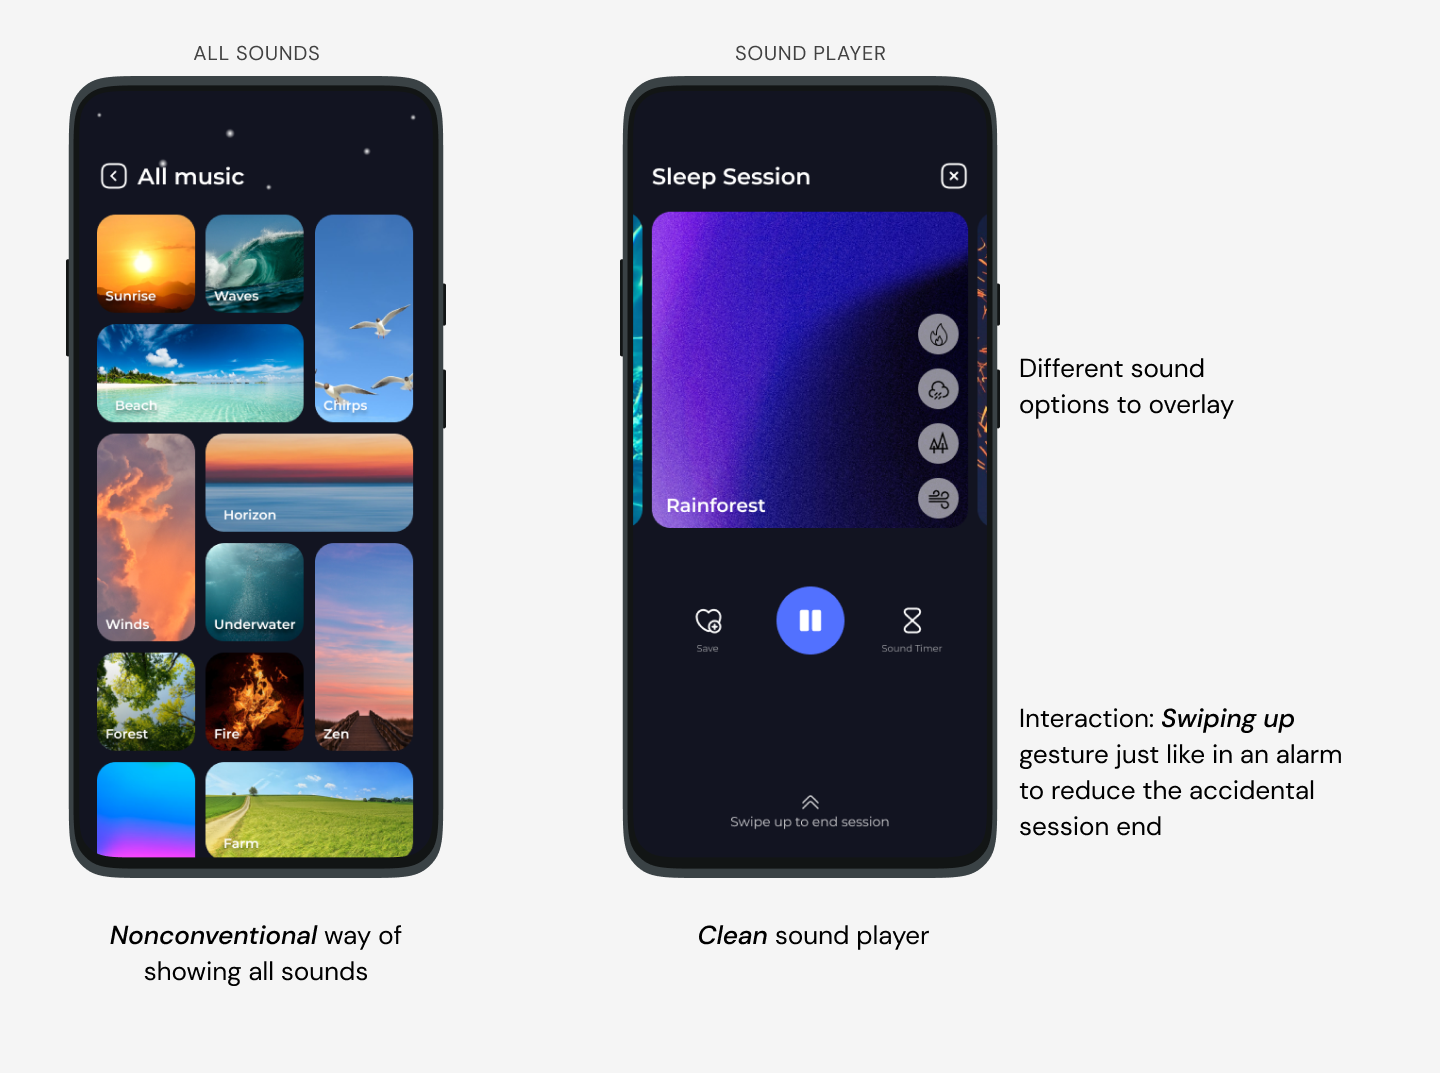 ALL SOUNDS
All music
Sunrise
Waves
Beach
Chirps
Winds
Horizon
Underwater
Forest
Fire
Zen
Farm
Nonconventional way of
showing all sounds
SOUND PLAYER
Sleep Session
Rainforest
Save
Sound Timer
Swipe up to end session
Clean sound player
Different sound
options to overlay
Interaction: Swiping up
gesture just like in an alarm
to reduce the accidental
session end